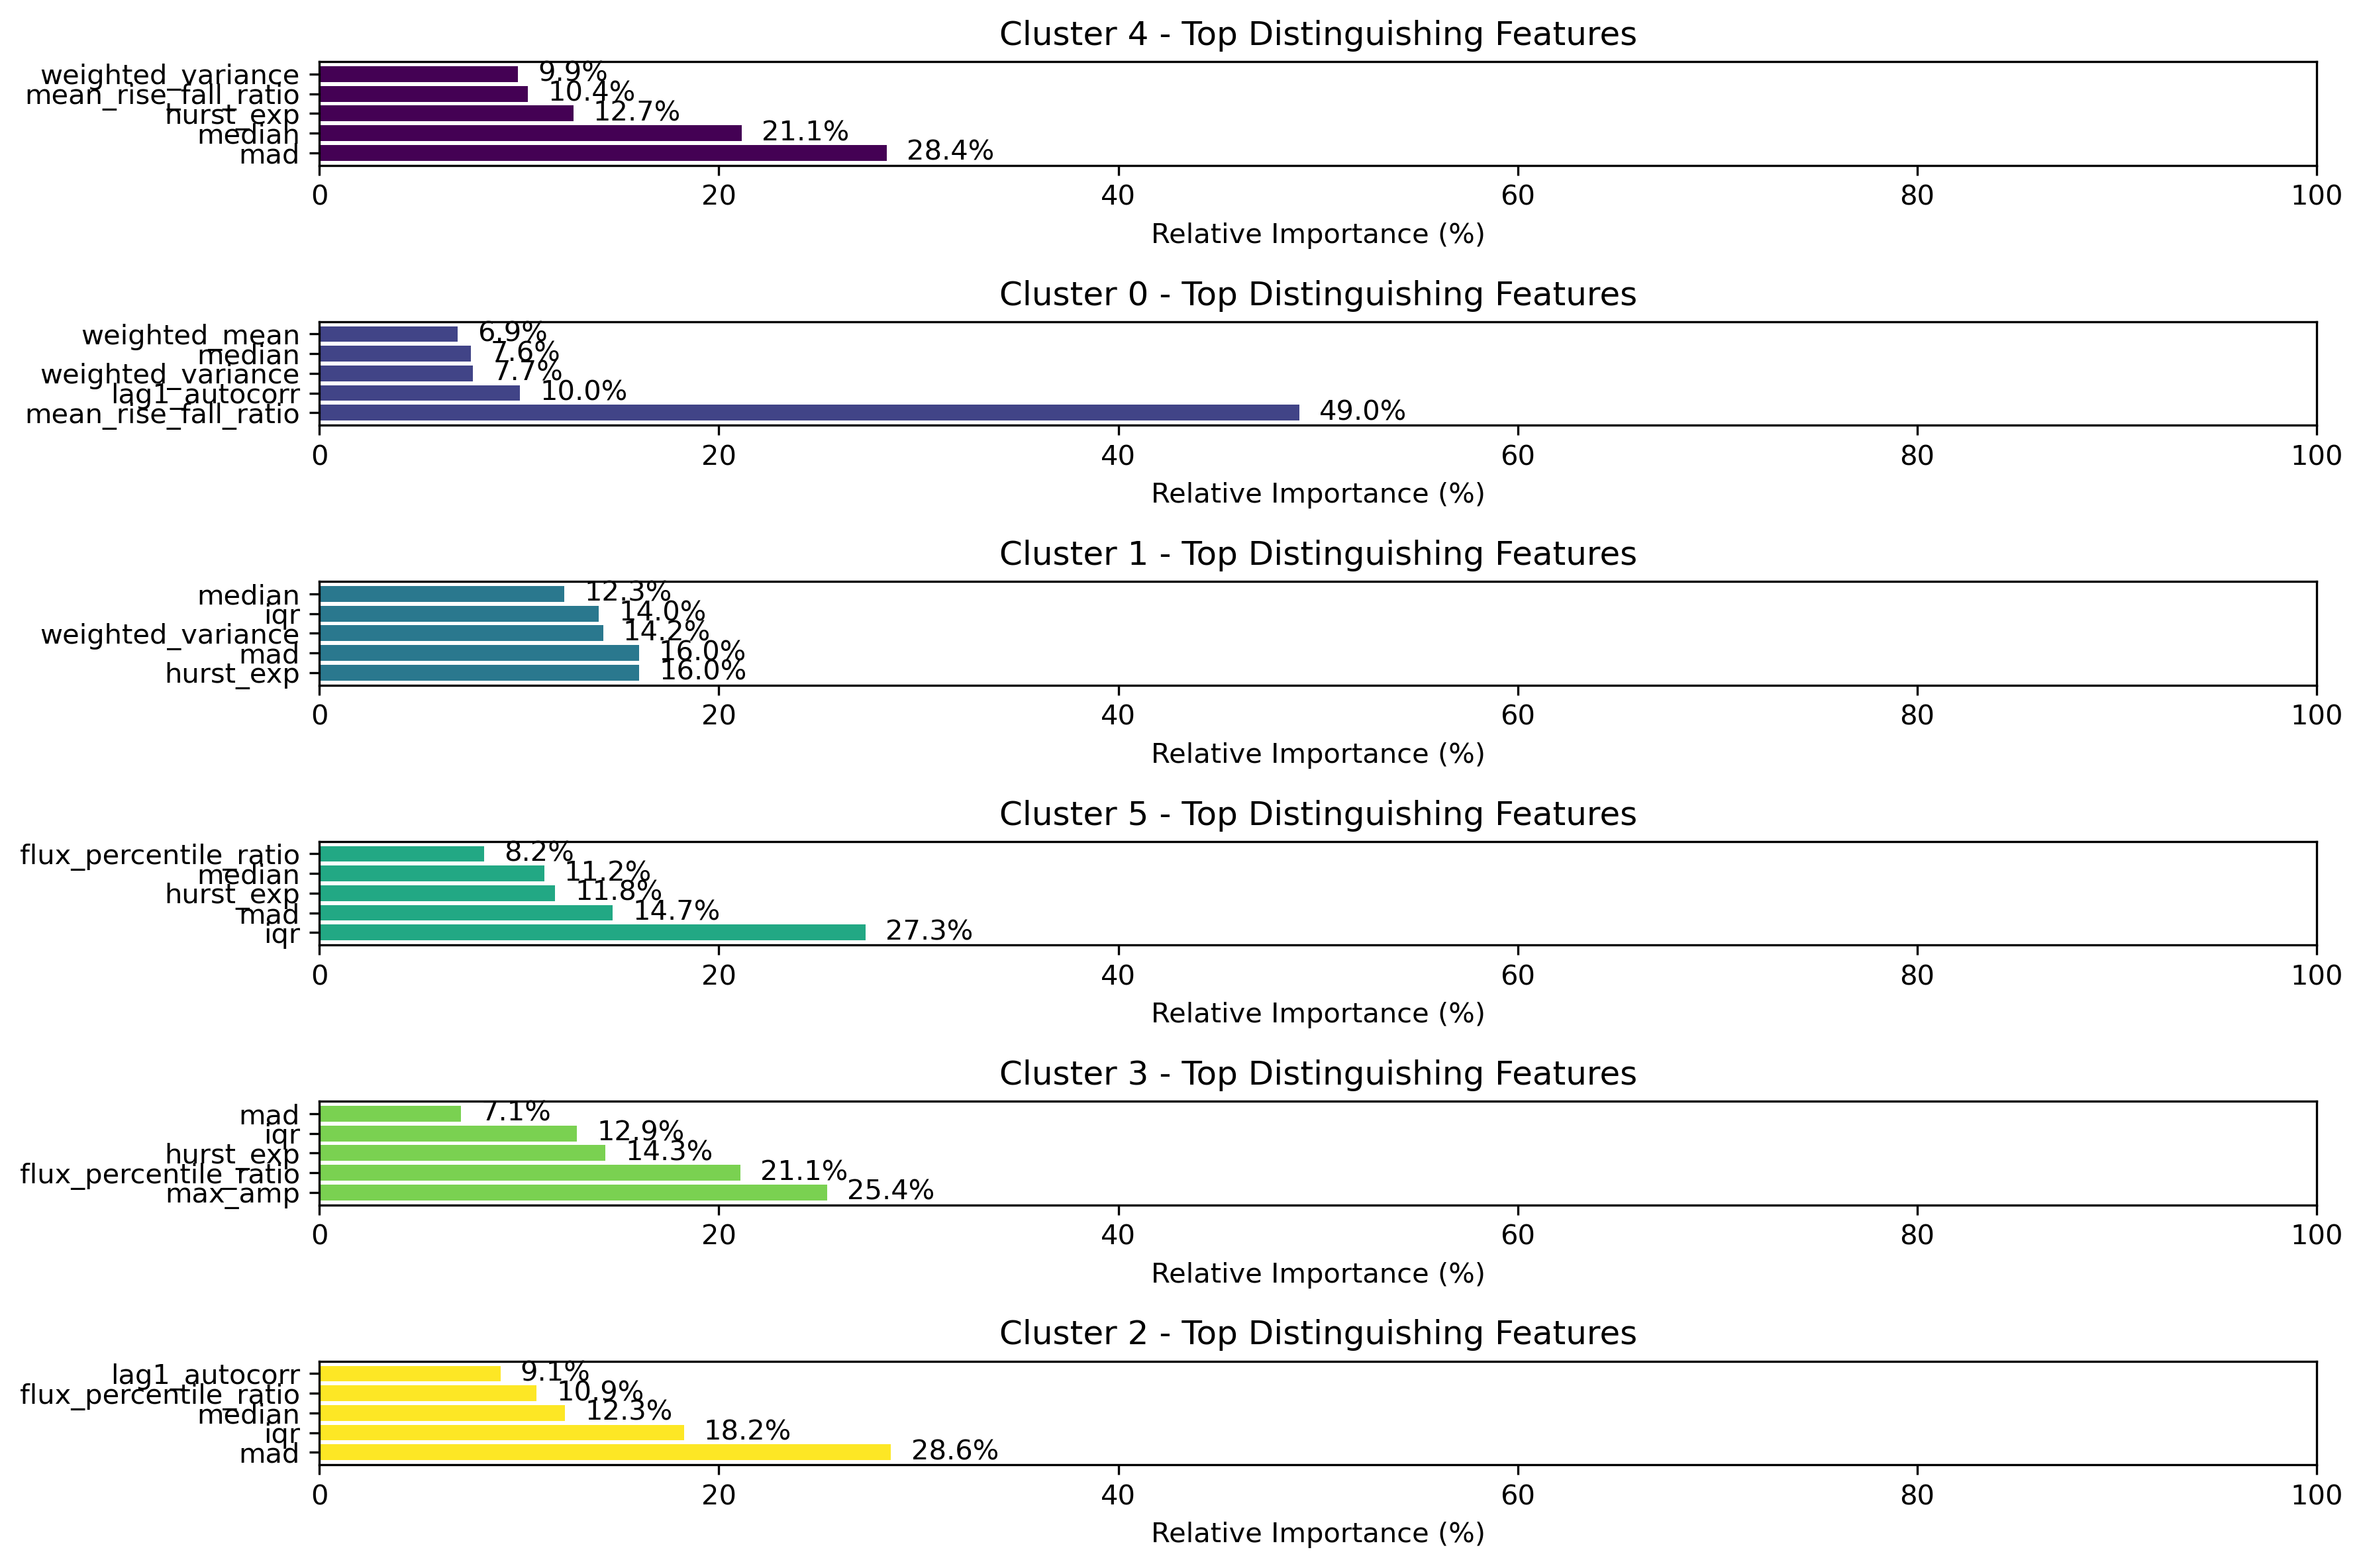 Cluster 4 - Top Distinguishing Features
weighted_variance 9.9%
mean_rise_fall_ratio 10.4%
hurst_exp 12.7%
median 21.1%
mad 28.4%
0 20 40 60 80 100
Relative Importance (%)
Cluster 0 - Top Distinguishing Features
weighted_mean 6.9%
median 7.6%
weighted_variance 7.7%
lag1_autocorr 10.0%
mean_rise_fall_ratio 49.0%
0 20 40 60 80 100
Relative Importance (%)
Cluster 1 - Top Distinguishing Features
median 12.3%
iqr 14.0%
weighted_variance 14.2%
mad 16.0%
hurst_exp 16.0%
0 20 40 60 80 100
Relative Importance (%)
Cluster 5 - Top Distinguishing Features
flux_percentile_ratio 8.2%
median 11.2%
hurst_exp 11.8%
mad 14.7%
iqr 27.3%
0 20 40 60 80 100
Relative Importance (%)
Cluster 3 - Top Distinguishing Features
mad 7.1%
iqr 12.9%
hurst_exp 14.3%
flux_percentile_ratio 21.1%
max_amp 25.4%
0 20 40 60 80 100
Relative Importance (%)
Cluster 2 - Top Distinguishing Features
lag1_autocorr 9.1%
flux_percentile_ratio 10.9%
median 12.3%
iqr 18.2%
mad 28.6%
0 20 40 60 80 100
Relative Importance (%)